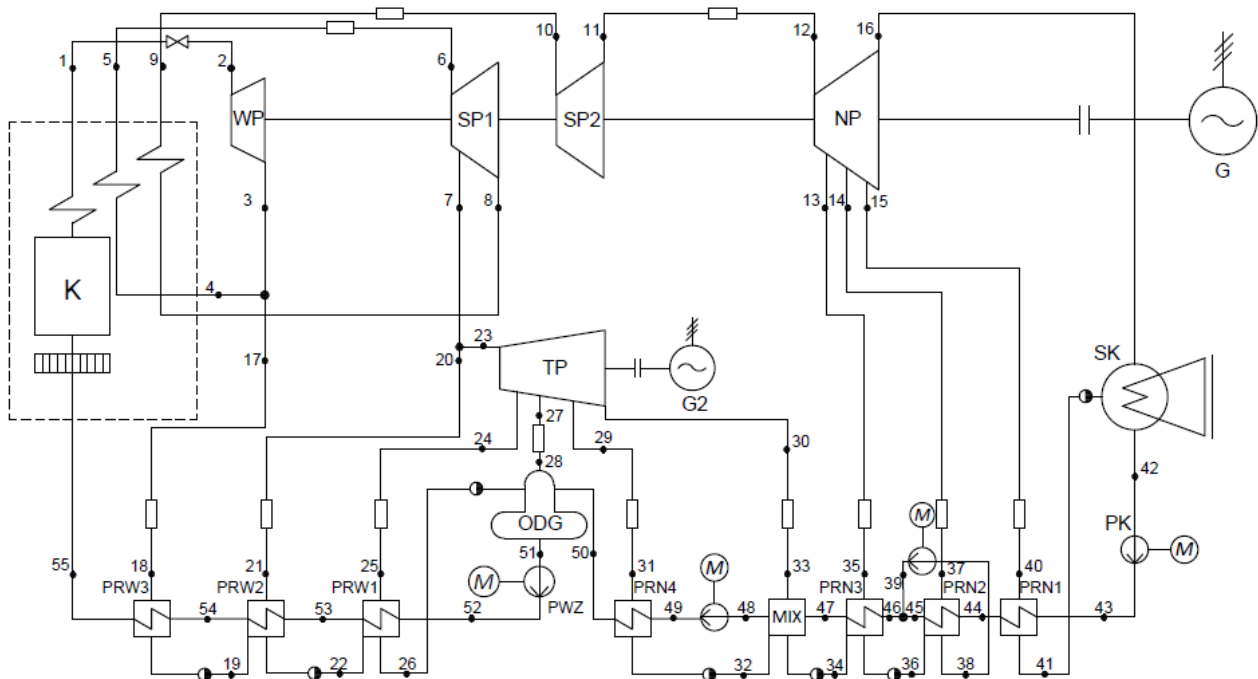 10 11 12 16
1 5 9 2 6
WP SP1 SP2 NP
G
3 7 8 13 14 15
K
4
17 20 23
TP
G2
SK
24 27 29 30
28
42
ODG
PK
M
55 18 21 25 51 50 31 33 35 39 37 40
M
PRW3 PRW2 PRW1 PRN4 PRN3 PRN2 PRN1
M
M
PWZ
54 53 52 49 48 MIX 47 46 45 44 43
19 22 26 32 34 36 38 41